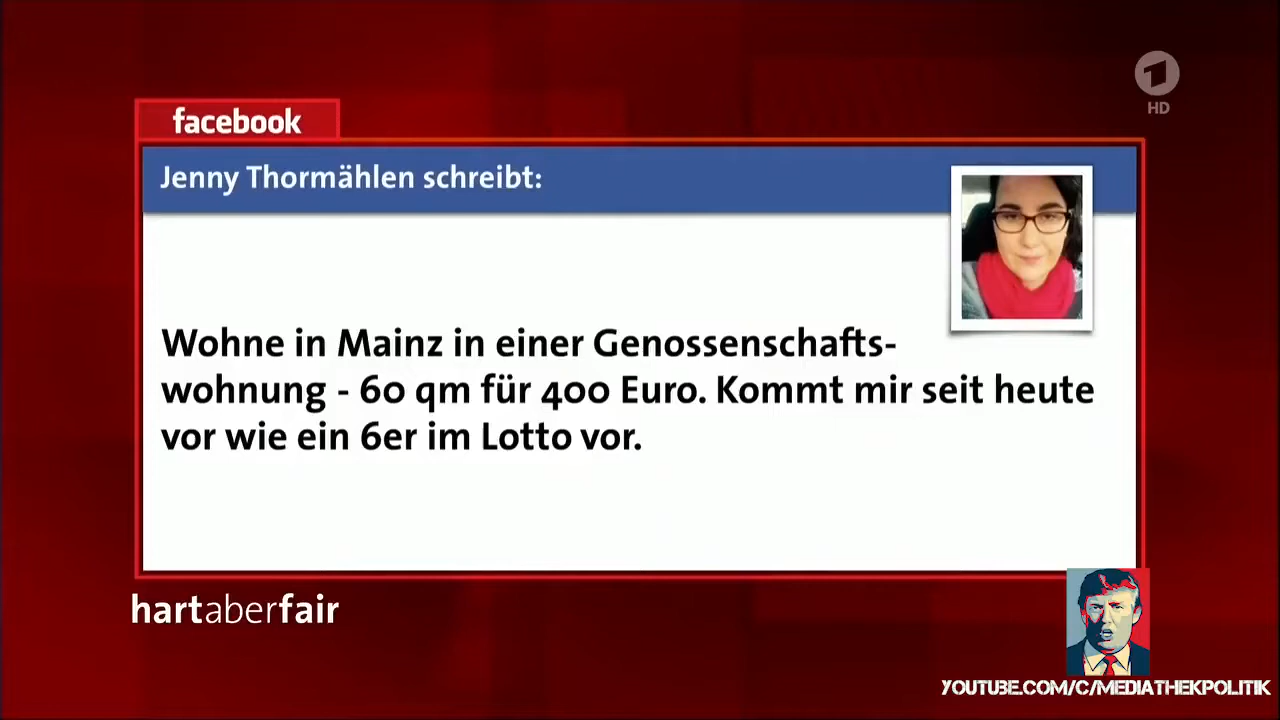 1
HD
facebook
Jenny Thormählen schreibt:
Wohne in Mainz in einer Genossenschafts-
wohnung - 60 qm für 400 Euro. Kommt mir seit heute
vor wie ein 6er im Lotto vor.
hartaberfair
YOUTUBE.COM/C/MEDIATHEKPOLITIK